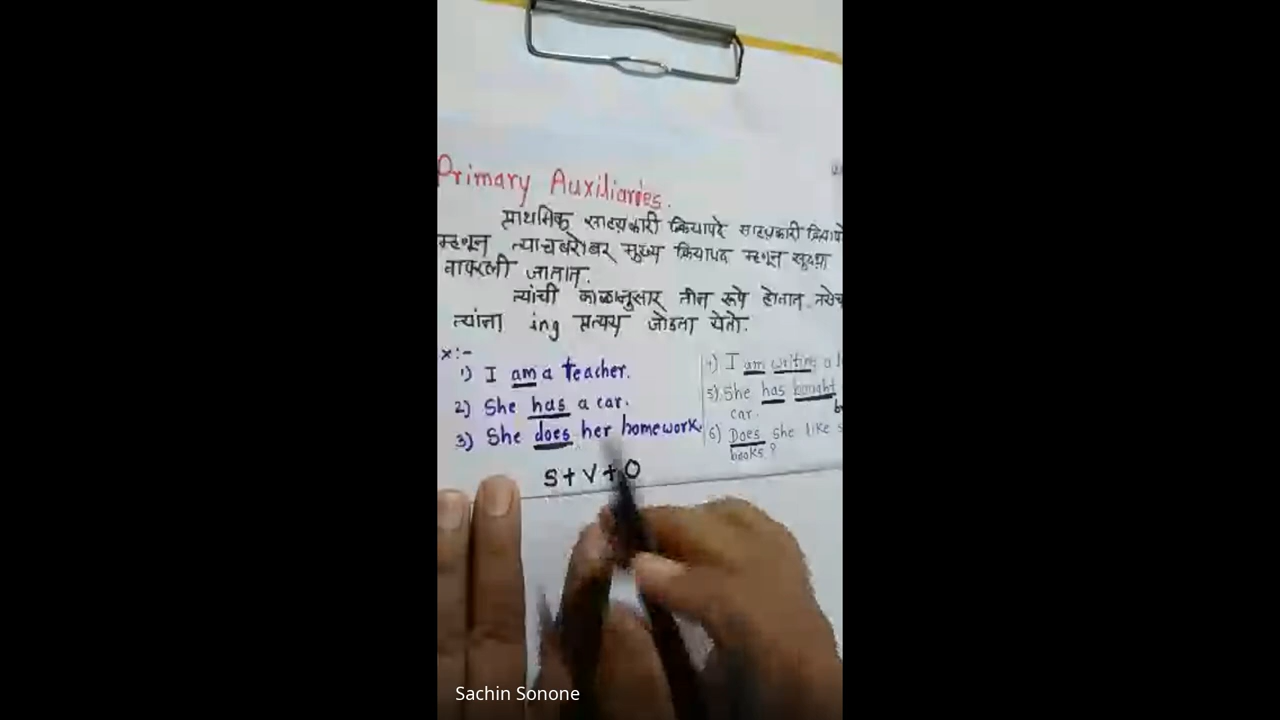 Primary Auxiliaries.
प्राथमिक साहय्यकारी क्रियापदे साहय्यकारी
म्हणून त्याचबरोबर मुख्य क्रियापद म्हणून सुद्धा
वापरली जातात.
त्यांची काळानुसार तीन रूपे होतात. तसेच
त्यांना ing प्रत्यय जोडता येतो.
x:-
1) I am a teacher.
2) She has a car.
3) She does her homework.
S + V + O
4) I am writing a
5) She has bought
car.
6) Does she like
books?
Sachin Sonone